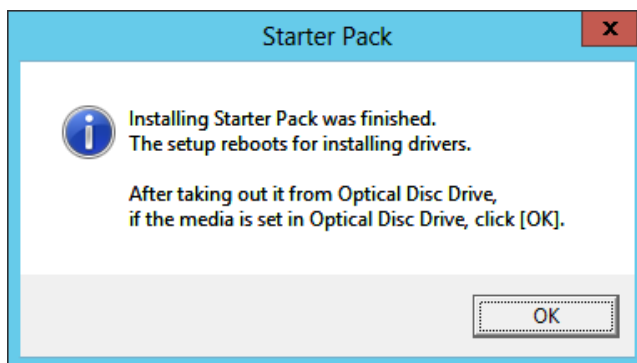 Starter Pack
x
Installing Starter Pack was finished.
The setup reboots for installing drivers.
After taking out it from Optical Disc Drive,
if the media is set in Optical Disc Drive, click [OK].
OK